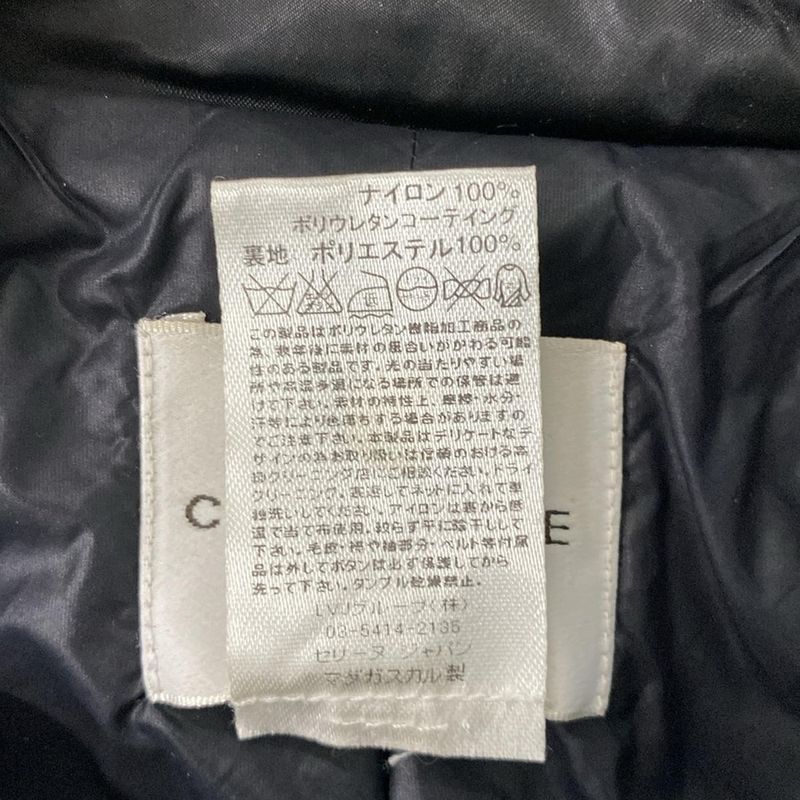 ナイロン 100%
ポリウレタンコーテイング
裏地 ポリエステル100%
この製品はポリウレタン樹脂加工商品の
為、数年後に素材の風合いがかわる可能
性のある製品です。光の当たりやすい場
所や高温多湿になる場所での保管は避
けて下さい。素材の特性上、摩擦・水分・
汗等により色落ちする場合がありますの
でご注意下さい。本製品はデリケートなデ
ザインの為お取り扱いは信頼のおける高
級クリーニング店にご相談ください。ドライ
クリーニング、裏返してネットに入れて単
独洗いしてください。アイロンは裏から低
温で当て布使用。絞らず平に陰干しして
下さい。毛皮・衿や袖部分・ベルト等付属
品は外してボタンは必ず保護してから
洗って下さい。タンブル乾燥禁止。
LVJグループ(株)
03-5414-2135
セリーヌ ジャパン
マダガスカル製
C E